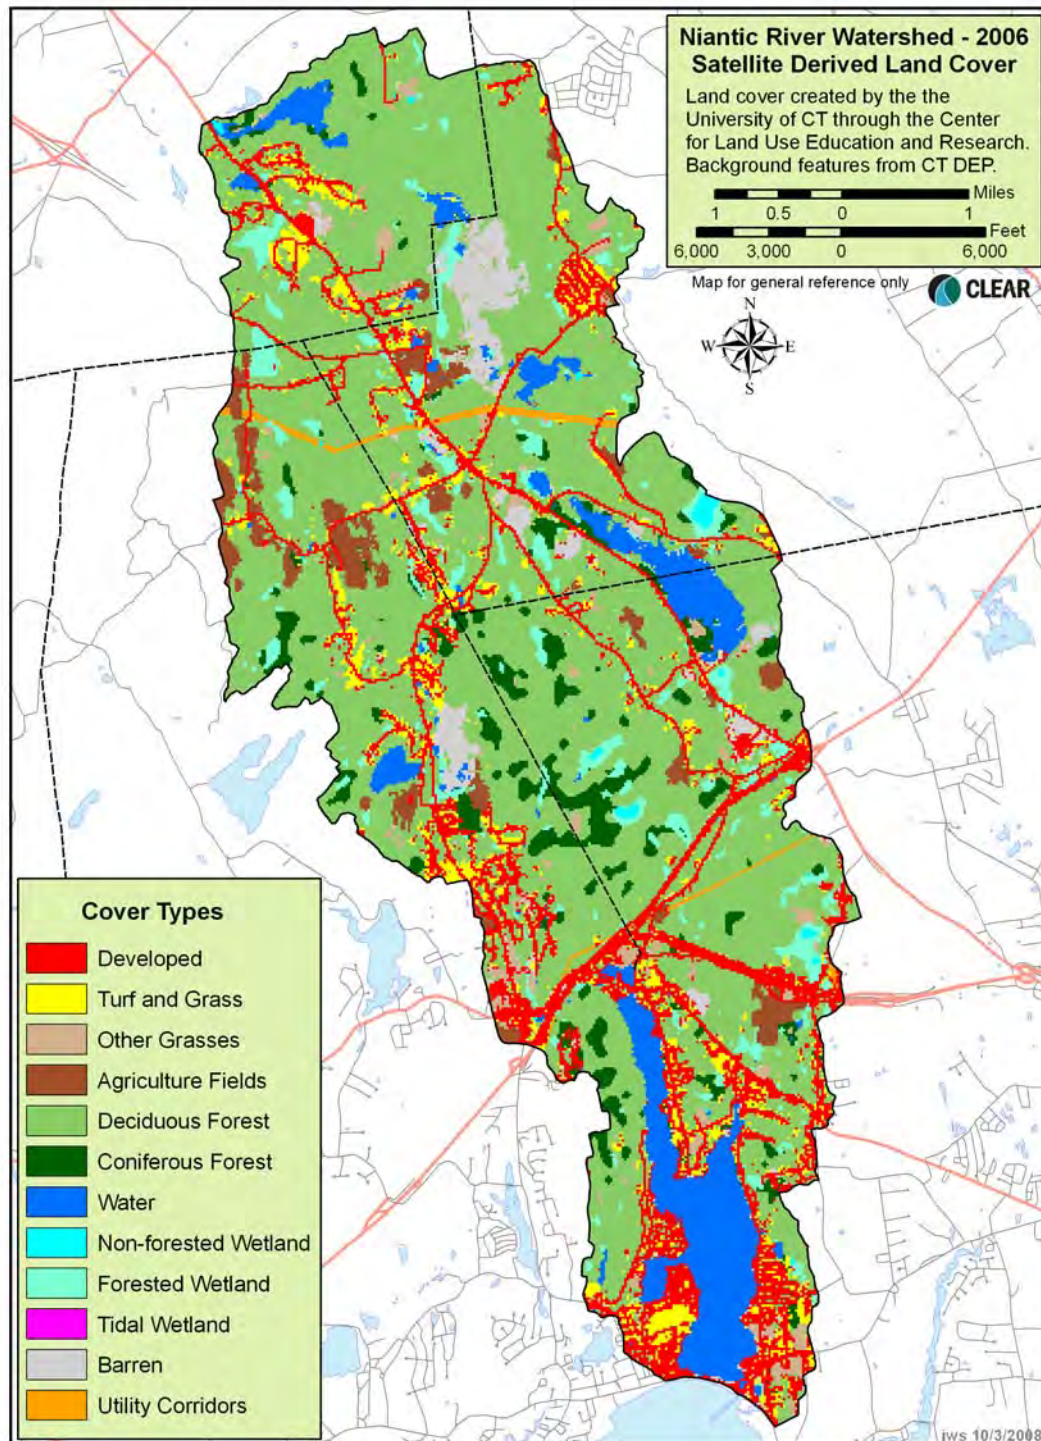 Niantic River Watershed - 2006
Satellite Derived Land Cover
Land cover created by the the
University of CT through the Center
for Land Use Education and Research.
Background features from CT DEP.
Miles
1 0.5 0 1
Feet
6,000 3,000 0 6,000
Map for general reference only
CLEAR
N
W E
S
Cover Types
Developed
Turf and Grass
Other Grasses
Agriculture Fields
Deciduous Forest
Coniferous Forest
Water
Non-forested Wetland
Forested Wetland
Tidal Wetland
Barren
Utility Corridors
jws 10/3/2008